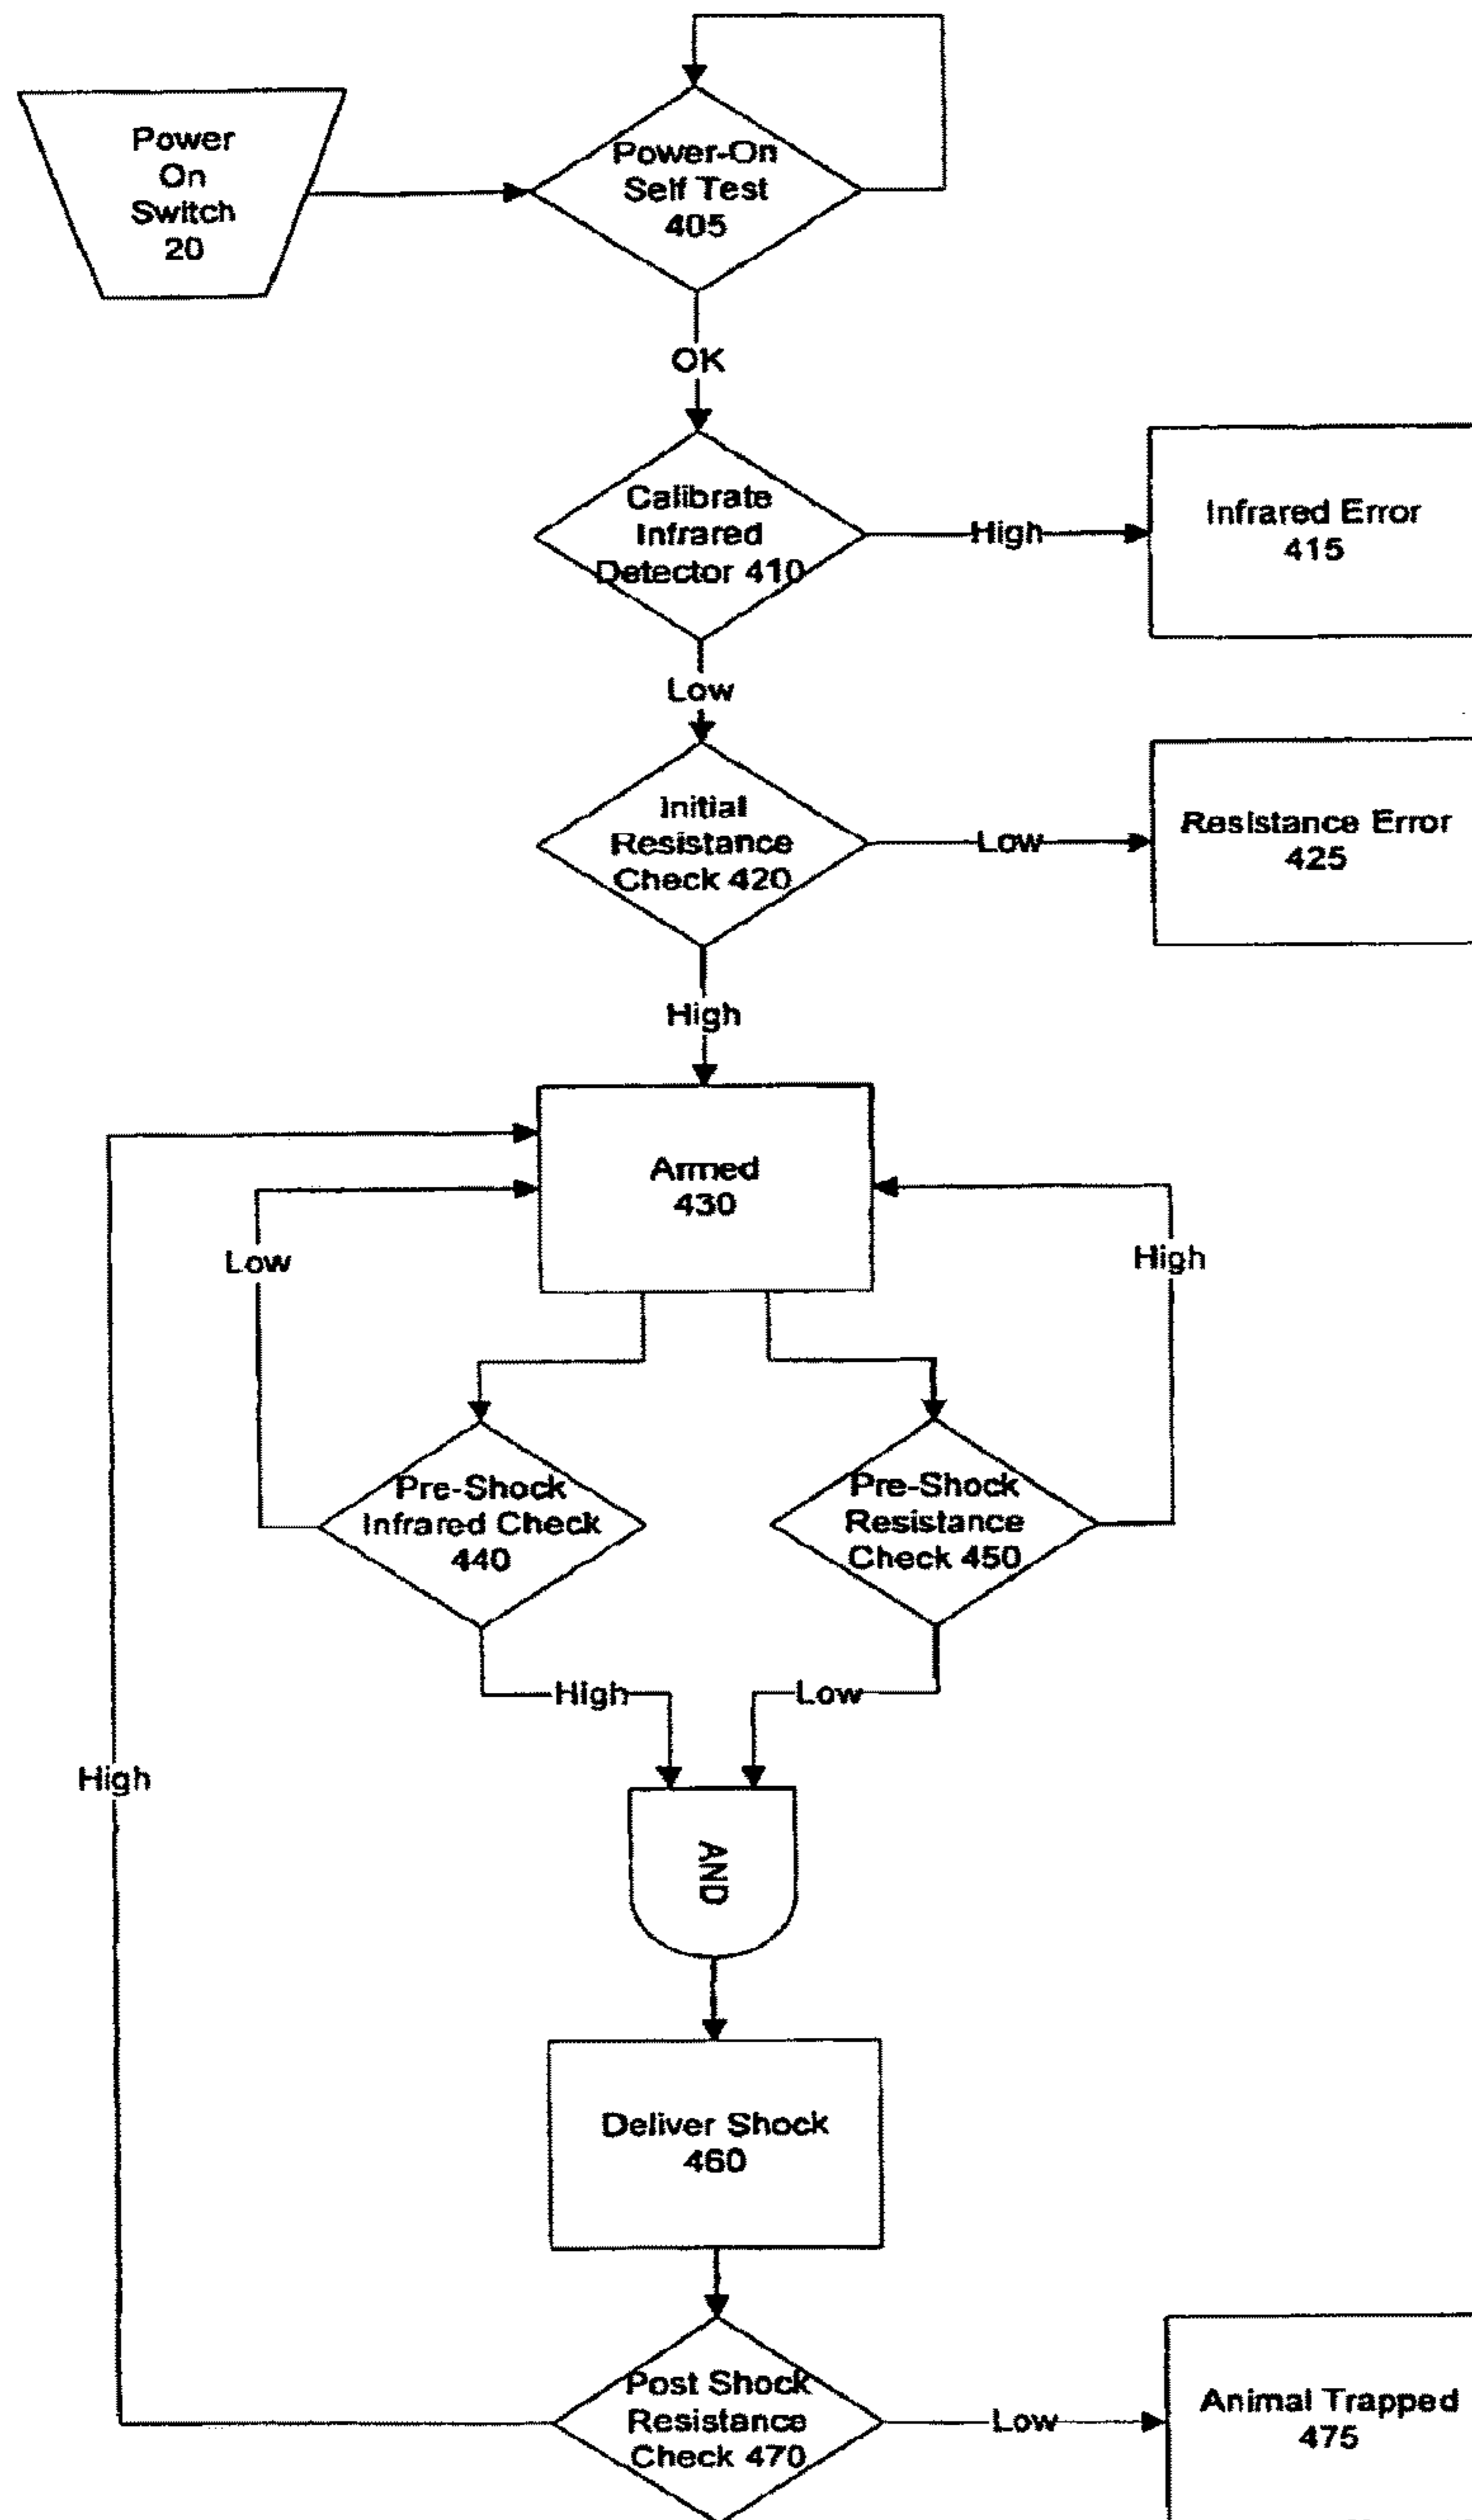 Power
On
Switch
20
Power-On
Self Test
405
OK
Calibrate
Infrared
Detector 410
High
Infrared Error
415
Low
Initial
Resistance
Check 420
Low
Resistance Error
425
High
Armed
430
Low
High
Pre-Shock
Infrared Check
440
Pre-Shock
Resistance
Check 450
High
Low
High
AND
Deliver Shock
460
Post Shock
Resistance
Check 470
Low
Animal Trapped
475